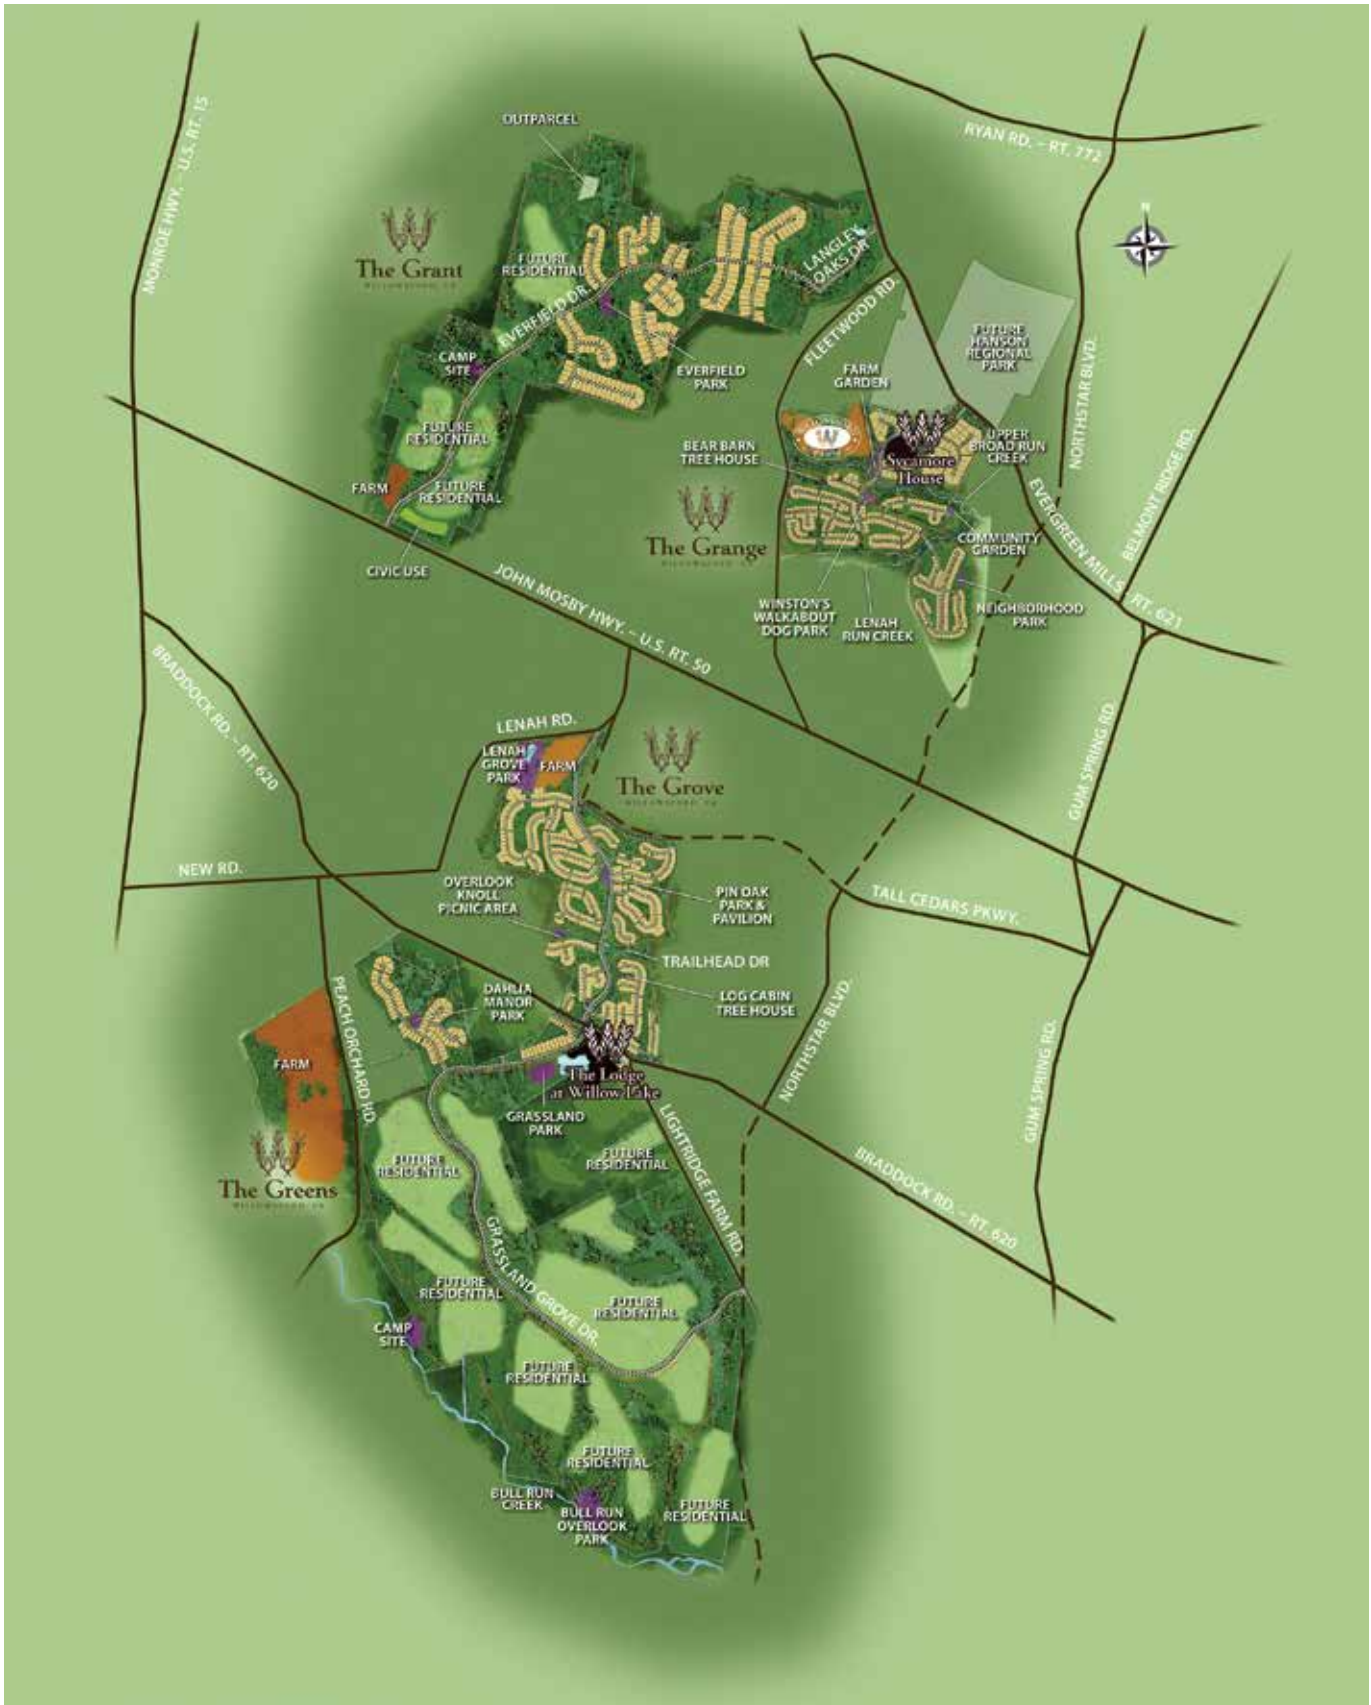 MONROE HWY. – U.S. RT. 15
OUTPARCEL
RYAN RD. – RT. 772
N
The Grant
FUTURE
RESIDENTIAL
LANGLEY
OAKS DR
EVERFIELD DR.
FLEETWOOD RD.
FUTURE
HANSON
REGIONAL
PARK
NORTHSTAR BLVD.
CAMP
SITE
EVERFIELD
PARK
FARM
GARDEN
FUTURE
RESIDENTIAL
BEAR BARN
TREE HOUSE
W
Sycamore
House
UPPER
BROAD RUN
CREEK
BELMONT RIDGE RD.
FARM
FUTURE
RESIDENTIAL
The Grange
EVERGREEN MILLS – RT. 621
COMMUNITY
GARDEN
CIVIC USE
JOHN MOSBY HWY. – U.S. RT. 50
WINSTON'S
WALKABOUT
DOG PARK
LENAH
RUN CREEK
NEIGHBORHOOD
PARK
BRADDOCK RD. – RT. 620
LENAH RD.
LENAH
GROVE
PARK
FARM
The Grove
GUM SPRING RD.
NEW RD.
OVERLOOK
KNOLL
PICNIC AREA
PIN OAK
PARK &
PAVILION
TALL CEDARS PKWY.
TRAILHEAD DR
PEACH ORCHARD RD.
DAHLIA
MANOR
PARK
LOG CABIN
TREE HOUSE
NORTHSTAR BLVD.
FARM
The Lodge
at Willow Lake
GUM SPRING RD.
GRASSLAND
PARK
LIGHTRIDGE FARM RD.
The Greens
FUTURE
RESIDENTIAL
FUTURE
RESIDENTIAL
BRADDOCK RD. – RT. 620
GRASSLAND GROVE DR.
FUTURE
RESIDENTIAL
FUTURE
RESIDENTIAL
CAMP
SITE
FUTURE
RESIDENTIAL
FUTURE
RESIDENTIAL
BULL RUN
CREEK
BULL RUN
OVERLOOK
PARK
FUTURE
RESIDENTIAL